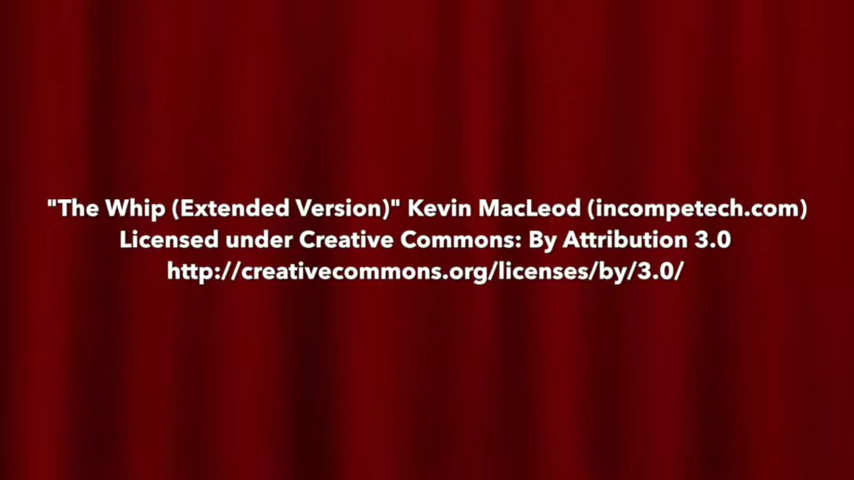 "The Whip (Extended Version)" Kevin MacLeod (incompetech.com)
Licensed under Creative Commons: By Attribution 3.0
http://creativecommons.org/licenses/by/3.0/